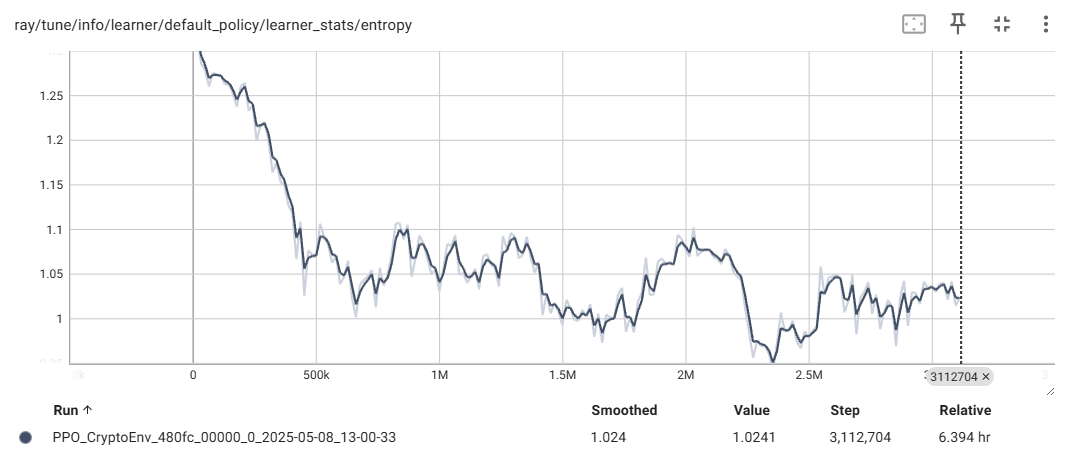 ray/tune/info/learner/default_policy/learner_stats/entropy
1.25
1.2
1.15
1.1
1.05
1
0 500k 1M 1.5M 2M 2.5M 3112704 ×
Run ↑ Smoothed Value Step Relative
PPO_CryptoEnv_480fc_00000_0_2025-05-08_13-00-33 1.024 1.0241 3,112,704 6.394 hr